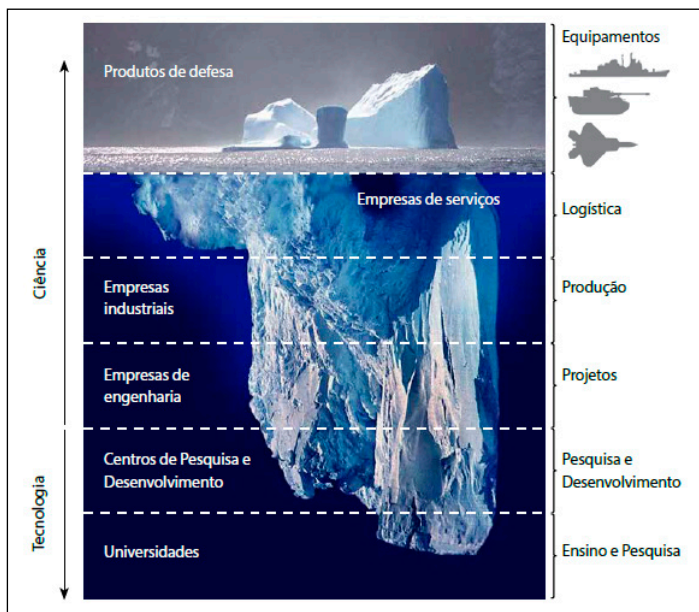 Equipamentos
Produtos de defesa
Empresas de serviços
Logística
Ciência
Empresas
industriais
Produção
Empresas de
engenharia
Projetos
Centros de Pesquisa e
Desenvolvimento
Pesquisa e
Desenvolvimento
Tecnologia
Universidades
Ensino e Pesquisa